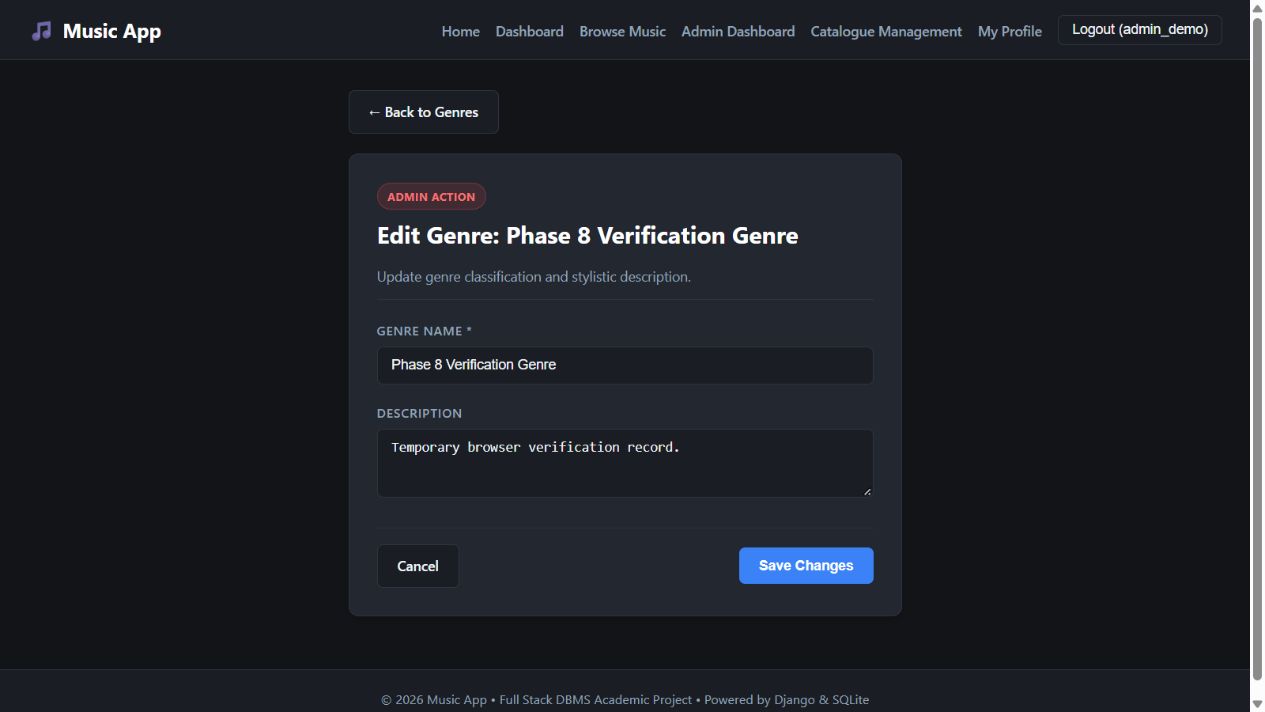 Music App
Home Dashboard Browse Music Admin Dashboard Catalogue Management My Profile Logout (admin_demo)
← Back to Genres
ADMIN ACTION
Edit Genre: Phase 8 Verification Genre
Update genre classification and stylistic description.
GENRE NAME *
Phase 8 Verification Genre
DESCRIPTION
Temporary browser verification record.
Cancel Save Changes
© 2026 Music App • Full Stack DBMS Academic Project • Powered by Django & SQLite